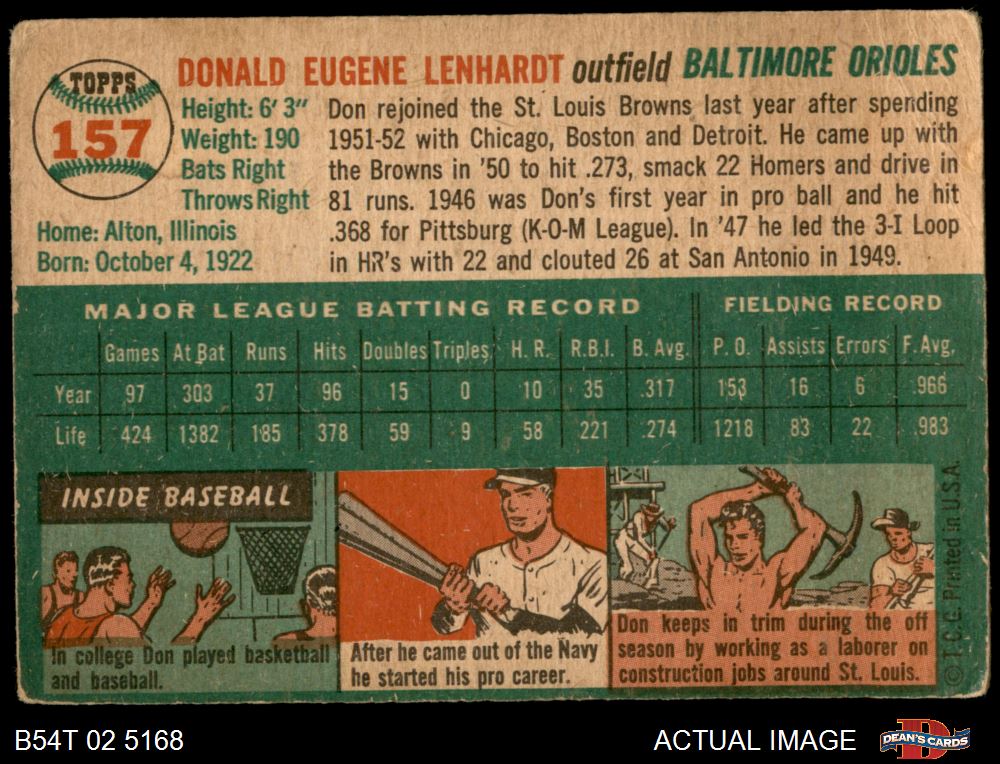 TOPPS
157
DONALD EUGENE LENHARDT outfield BALTIMORE ORIOLES
Height: 6' 3"
Weight: 190
Bats Right
Throws Right
Home: Alton, Illinois
Born: October 4, 1922
Don rejoined the St. Louis Browns last year after spending
1951-52 with Chicago, Boston and Detroit. He came up with
the Browns in '50 to hit .273, smack 22 Homers and drive in
81 runs. 1946 was Don's first year in pro ball and he hit
.368 for Pittsburg (K-O-M League). In '47 he led the 3-I Loop
in HR's with 22 and clouted 26 at San Antonio in 1949.
MAJOR LEAGUE BATTING RECORD FIELDING RECORD
Games At Bat Runs Hits Doubles Triples H. R. R.B.I. B. Avg. P. O. Assists Errors F. Avg.
Year 97 303 37 96 15 0 10 35 .317 153 16 6 .966
Life 424 1382 185 378 59 9 58 221 .274 1218 83 22 .983
INSIDE BASEBALL
In college Don played basketball
and baseball.
After he came out of the Navy
he started his pro career.
Don keeps in trim during the off
season by working as a laborer on
construction jobs around St. Louis.
© T.C.G. Printed in U.S.A.
B54T 02 5168
ACTUAL IMAGE
D
DEAN'S CARDS